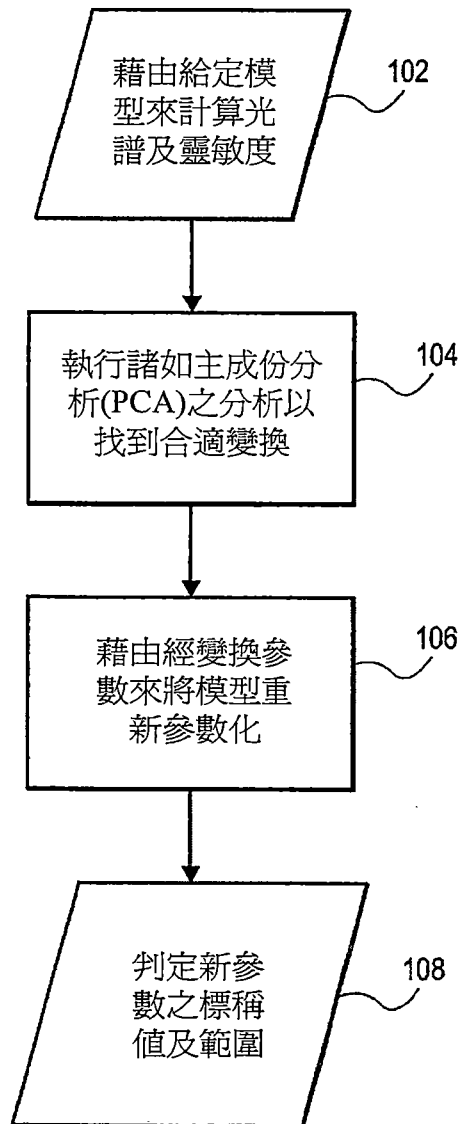 藉由給定模
型來計算光
譜及靈敏度
102
執行諸如主成份分
析(PCA)之分析以
找到合適變換
104
藉由經變換參
數來將模型重
新參數化
106
判定新參
數之標稱
值及範圍
108